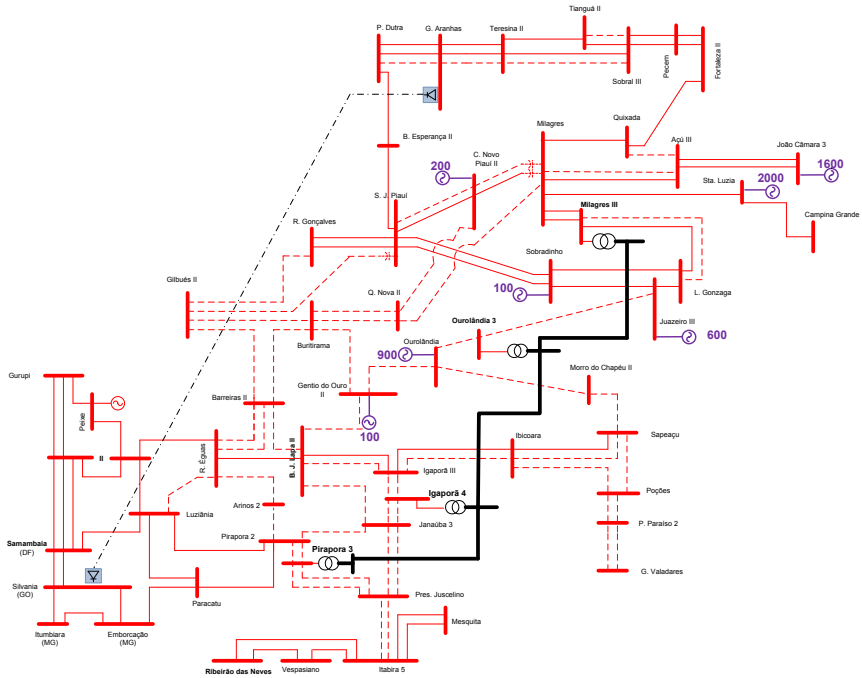 Tianguá II
P. Dutra
G. Aranhas
Teresina II
Pecem
Fortaleza II
Sobral III
B. Esperança II
Milagres
Quixada
Açú III
João Câmara 3
C. Novo
Piauí II
200
1600
Sta. Luzia
2000
S. J. Piauí
Milagres III
Campina Grande
R. Gonçalves
Sobradinho
Gilbués II
100
L. Gonzaga
Q. Nova II
Juazeiro III
600
Buritirama
Ourolândia 3
Ourolândia
900
Morro do Chapéu II
Gurupi
Peixe
Barreiras II
Gentio do Ouro
II
100
II
R. Éguas
B. J. Lapa II
Ibicoara
Sapeaçu
Igaporã III
Igaporã 4
Poções
Arinos 2
Luziânia
Janaúba 3
P. Paraíso 2
Pirapora 2
Samambaia
(DF)
Pirapora 3
G. Valadares
Silvania
(GO)
Paracatu
Pres. Juscelino
Mesquita
Itumbiara
(MG)
Emborcação
(MG)
Ribeirão das Neves
Vespasiano
Itabira 5